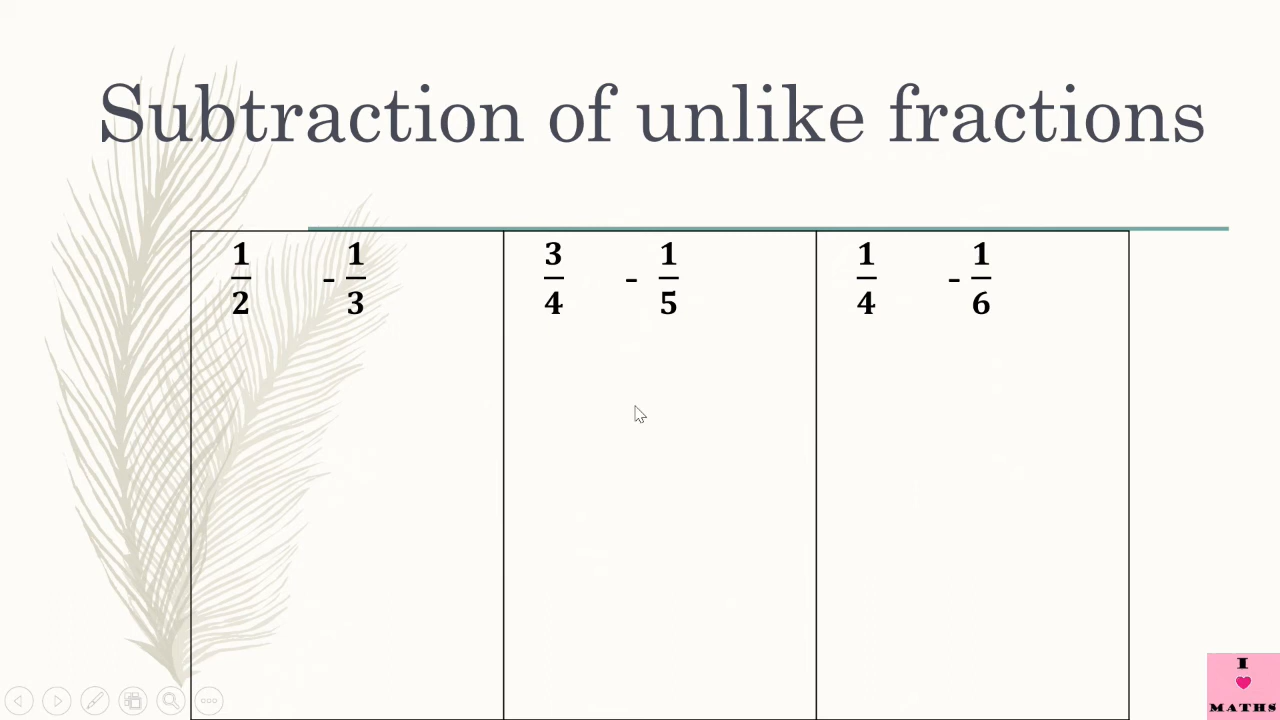 Subtraction of unlike fractions
1/2 - 1/3
3/4 - 1/5
1/4 - 1/6
I
MATHS